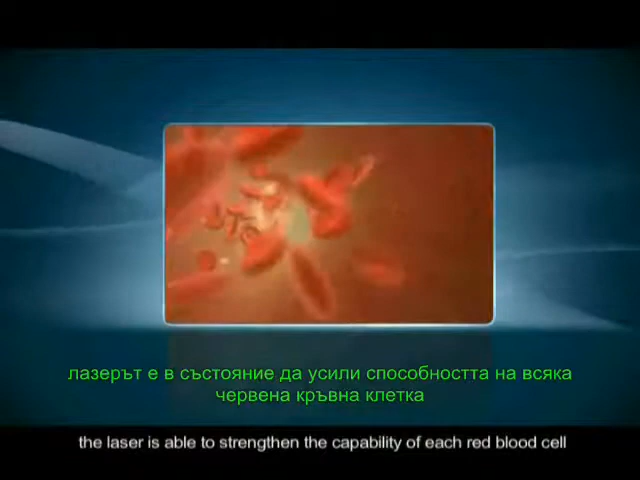 лазерът е в състояние да усили способността на всяка
червена кръвна клетка
the laser is able to strengthen the capability of each red blood cell